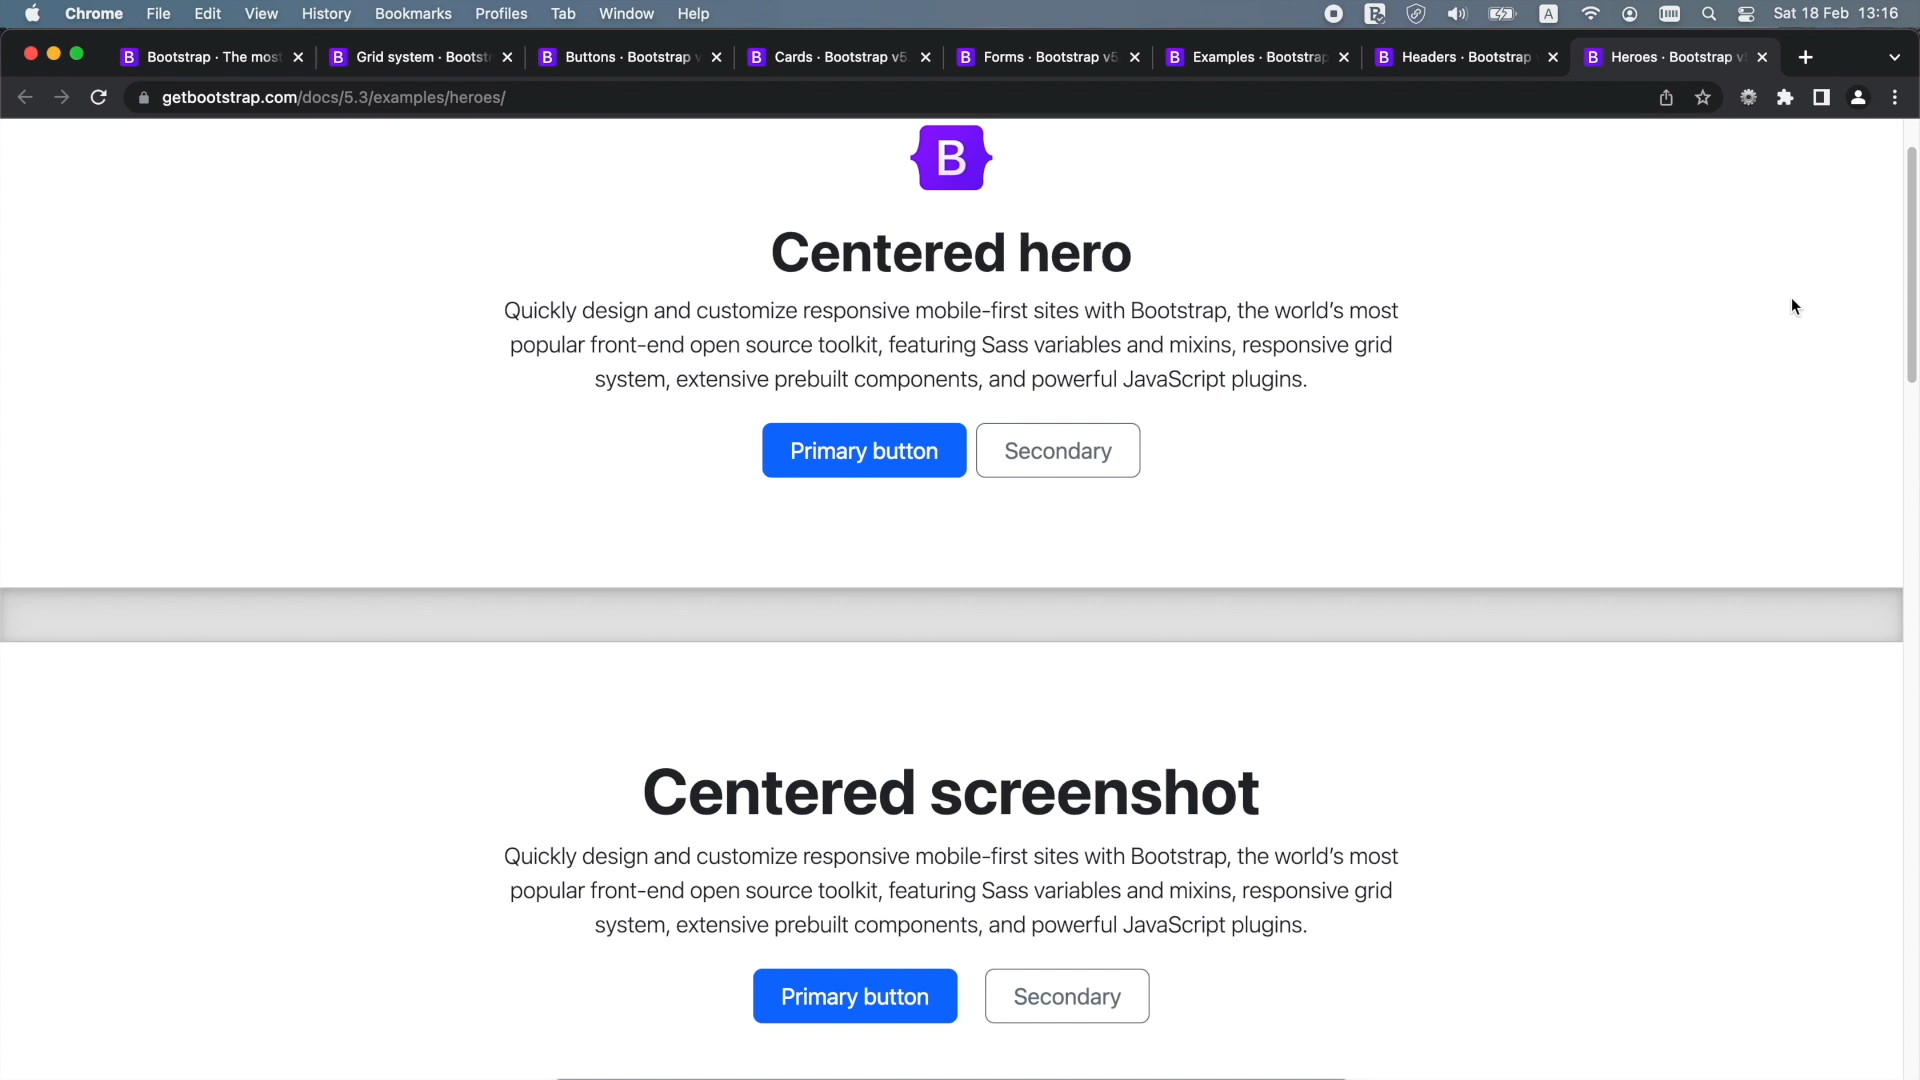 Chrome File Edit View History Bookmarks Profiles Tab Window Help A Sat 18 Feb 13:16
B Bootstrap · The most B Grid system · Bootst B Buttons · Bootstrap v B Cards · Bootstrap v5. B Forms · Bootstrap v5 B Examples · Bootstrap B Headers · Bootstrap B Heroes · Bootstrap v
getbootstrap.com/docs/5.3/examples/heroes/
B
Centered hero
Quickly design and customize responsive mobile-first sites with Bootstrap, the world’s most
popular front-end open source toolkit, featuring Sass variables and mixins, responsive grid
system, extensive prebuilt components, and powerful JavaScript plugins.
Primary button Secondary
Centered screenshot
Quickly design and customize responsive mobile-first sites with Bootstrap, the world’s most
popular front-end open source toolkit, featuring Sass variables and mixins, responsive grid
system, extensive prebuilt components, and powerful JavaScript plugins.
Primary button Secondary